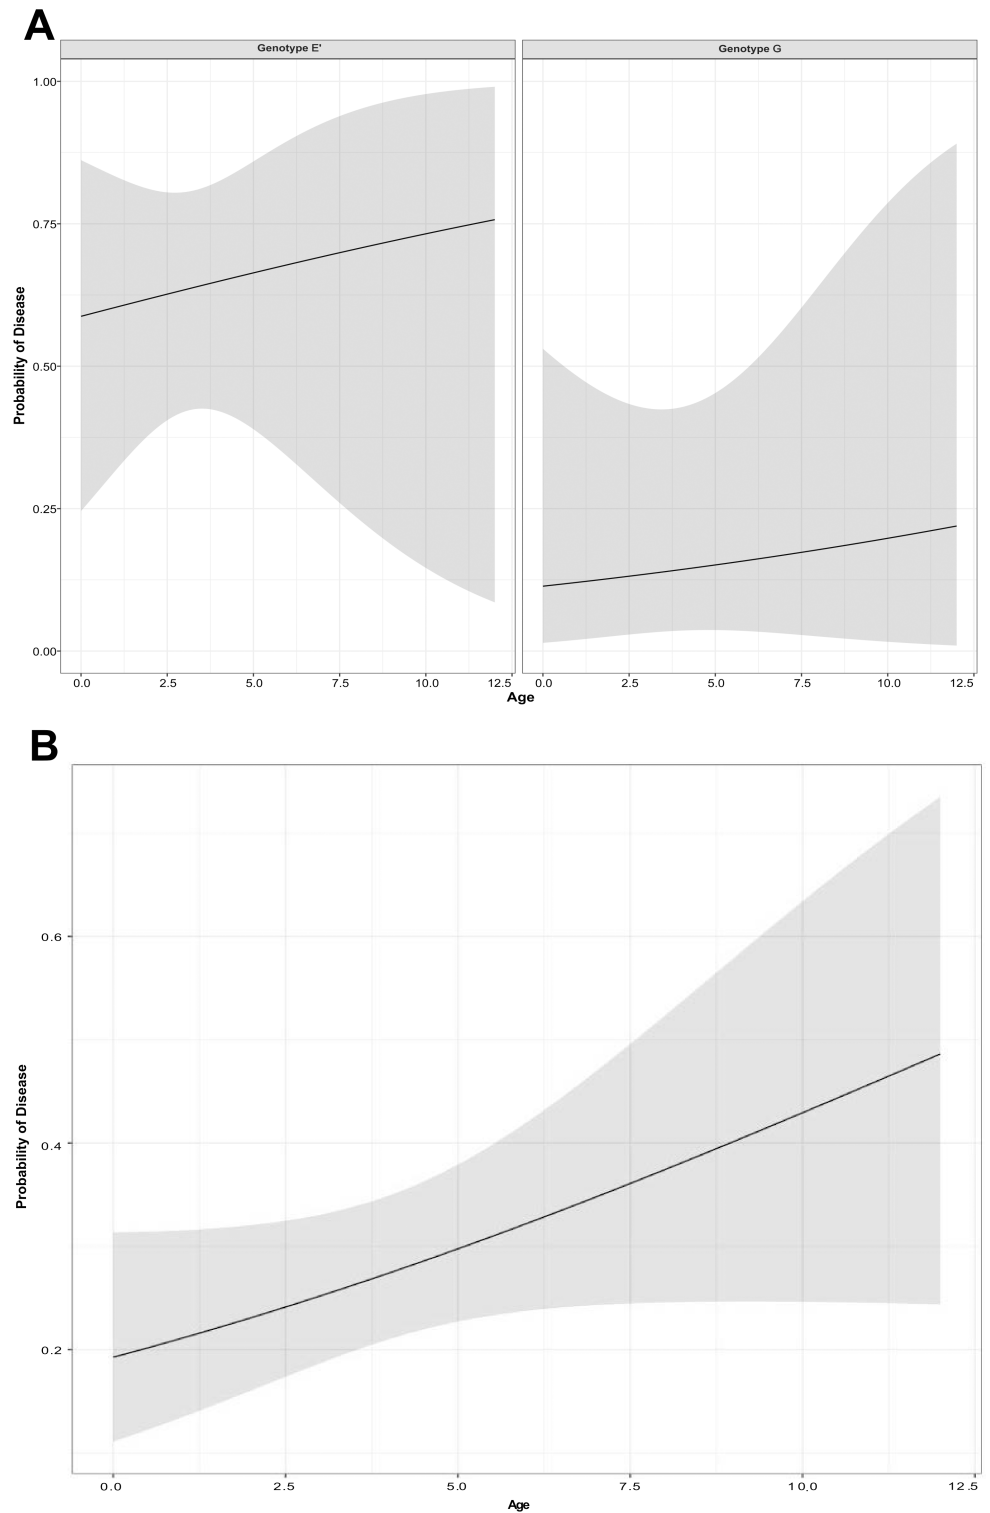 A
Genotype E' Genotype G
1.00
0.75
0.50
0.25
0.00
Probability of Disease
0.0 2.5 5.0 7.5 10.0 12.5 0.0 2.5 5.0 7.5 10.0 12.5
Age
B
0.6
0.4
0.2
Probability of Disease
0.0 2.5 5.0 7.5 10.0 12.5
Age